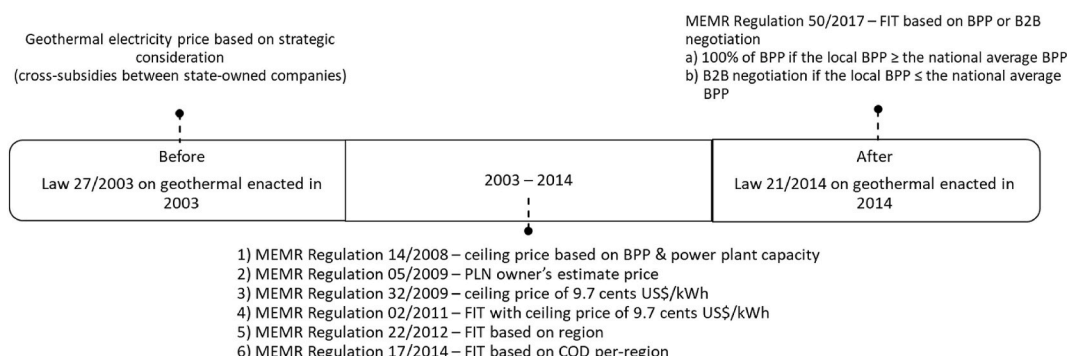 Geothermal electricity price based on strategic
consideration
(cross-subsidies between state-owned companies)
MEMR Regulation 50/2017 – FIT based on BPP or B2B
negotiation
a) 100% of BPP if the local BPP ≥ the national average BPP
b) B2B negotiation if the local BPP ≤ the national average
BPP
Before
Law 27/2003 on geothermal enacted in
2003
2003 – 2014
After
Law 21/2014 on geothermal enacted in
2014
1) MEMR Regulation 14/2008 – ceiling price based on BPP & power plant capacity
2) MEMR Regulation 05/2009 – PLN owner's estimate price
3) MEMR Regulation 32/2009 – ceiling price of 9.7 cents US$/kWh
4) MEMR Regulation 02/2011 – FIT with ceiling price of 9.7 cents US$/kWh
5) MEMR Regulation 22/2012 – FIT based on region
6) MEMR Regulation 17/2014 – FIT based on COD per-region